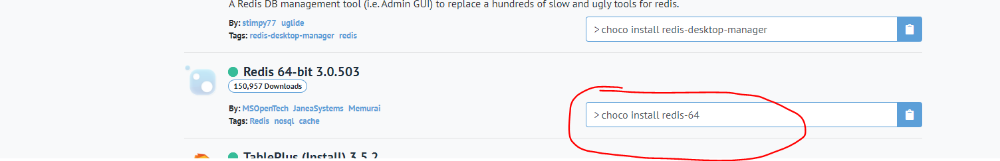 A Redis DB management tool (i.e. Admin GUI) to replace a hundreds of slow and ugly tools for redis.
By: stimpy77 uglide
Tags: redis-desktop-manager redis
> choco install redis-desktop-manager
Redis 64-bit 3.0.503
150,957 Downloads
By: MSOpenTech JaneaSystems Memurai
Tags: Redis nosql cache
> choco install redis-64
TablePlus (Install) 3.5.2